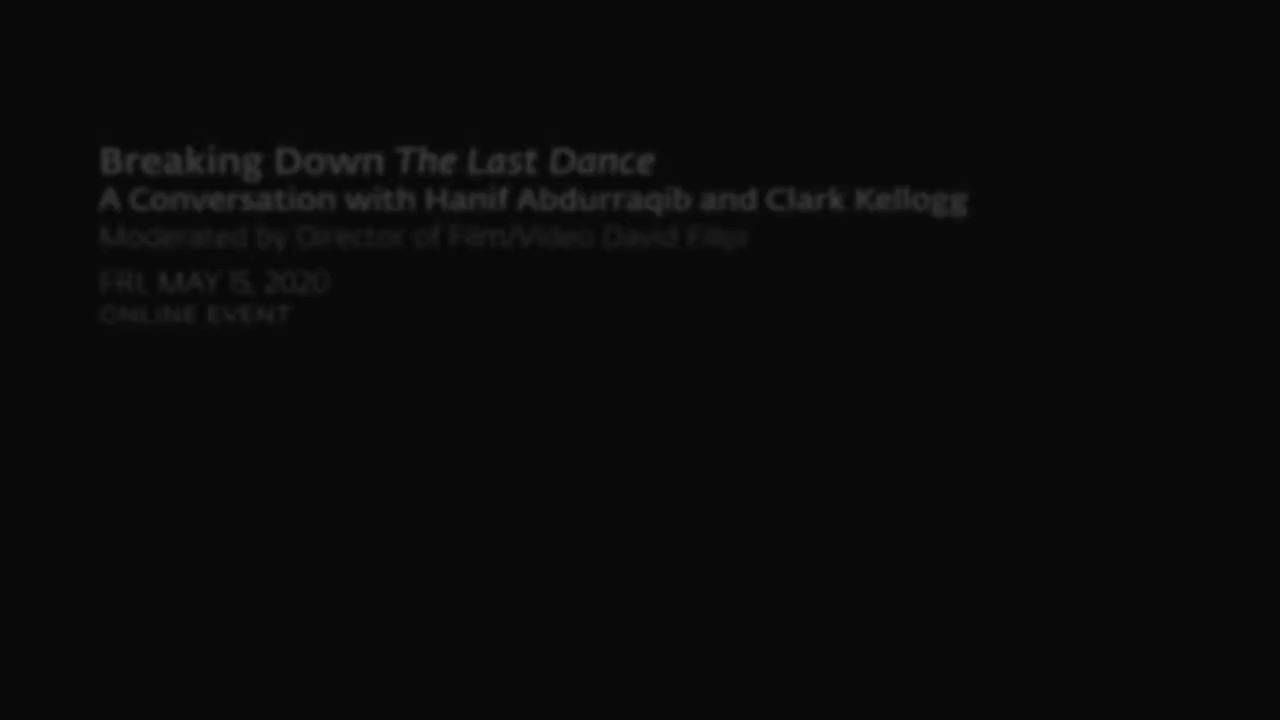 Breaking Down The Last Dance
A Conversation with Hanif Abdurraqib and Clark Kellogg
Moderated by Director of Film/Video David Filipi
FRI, MAY 15, 2020
ONLINE EVENT